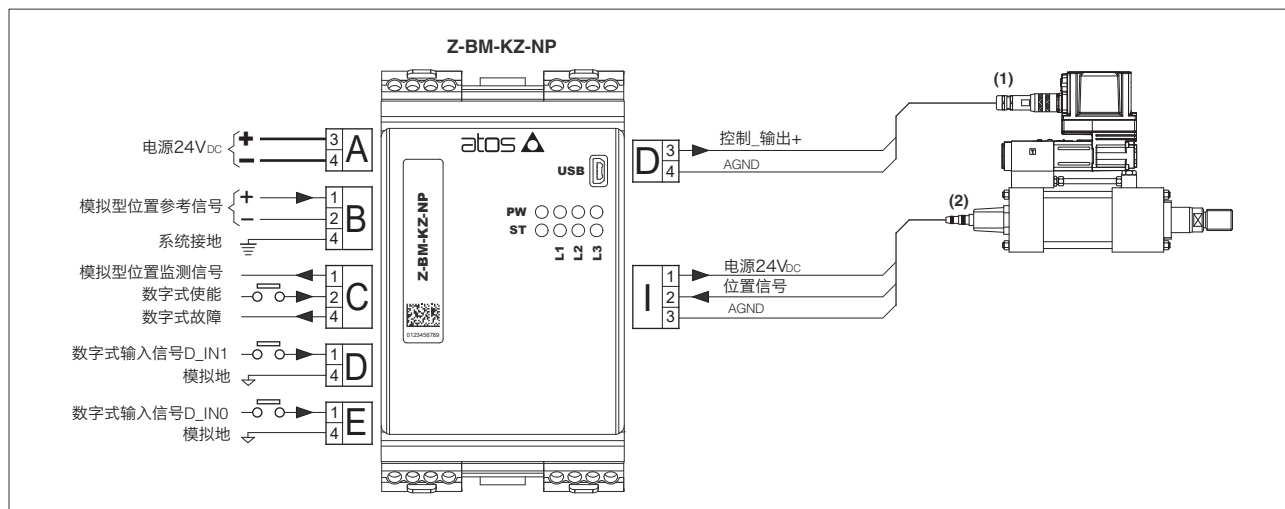 Z-BM-KZ-NP
电源24VDC
+
−
3
4
A
模拟型位置参考信号
+
−
系统接地
1
2
4
B
模拟型位置监测信号
数字式使能
数字式故障
1
2
4
C
数字式输入信号D_IN1
模拟地
1
4
D
数字式输入信号D_IN0
模拟地
1
4
E
atos
USB
PW
ST
L1
L2
L3
Z-BM-KZ-NP
0123456789
D
3
4
控制_输出+
AGND
I
1
2
3
电源24VDC
位置信号
AGND
(1)
(2)